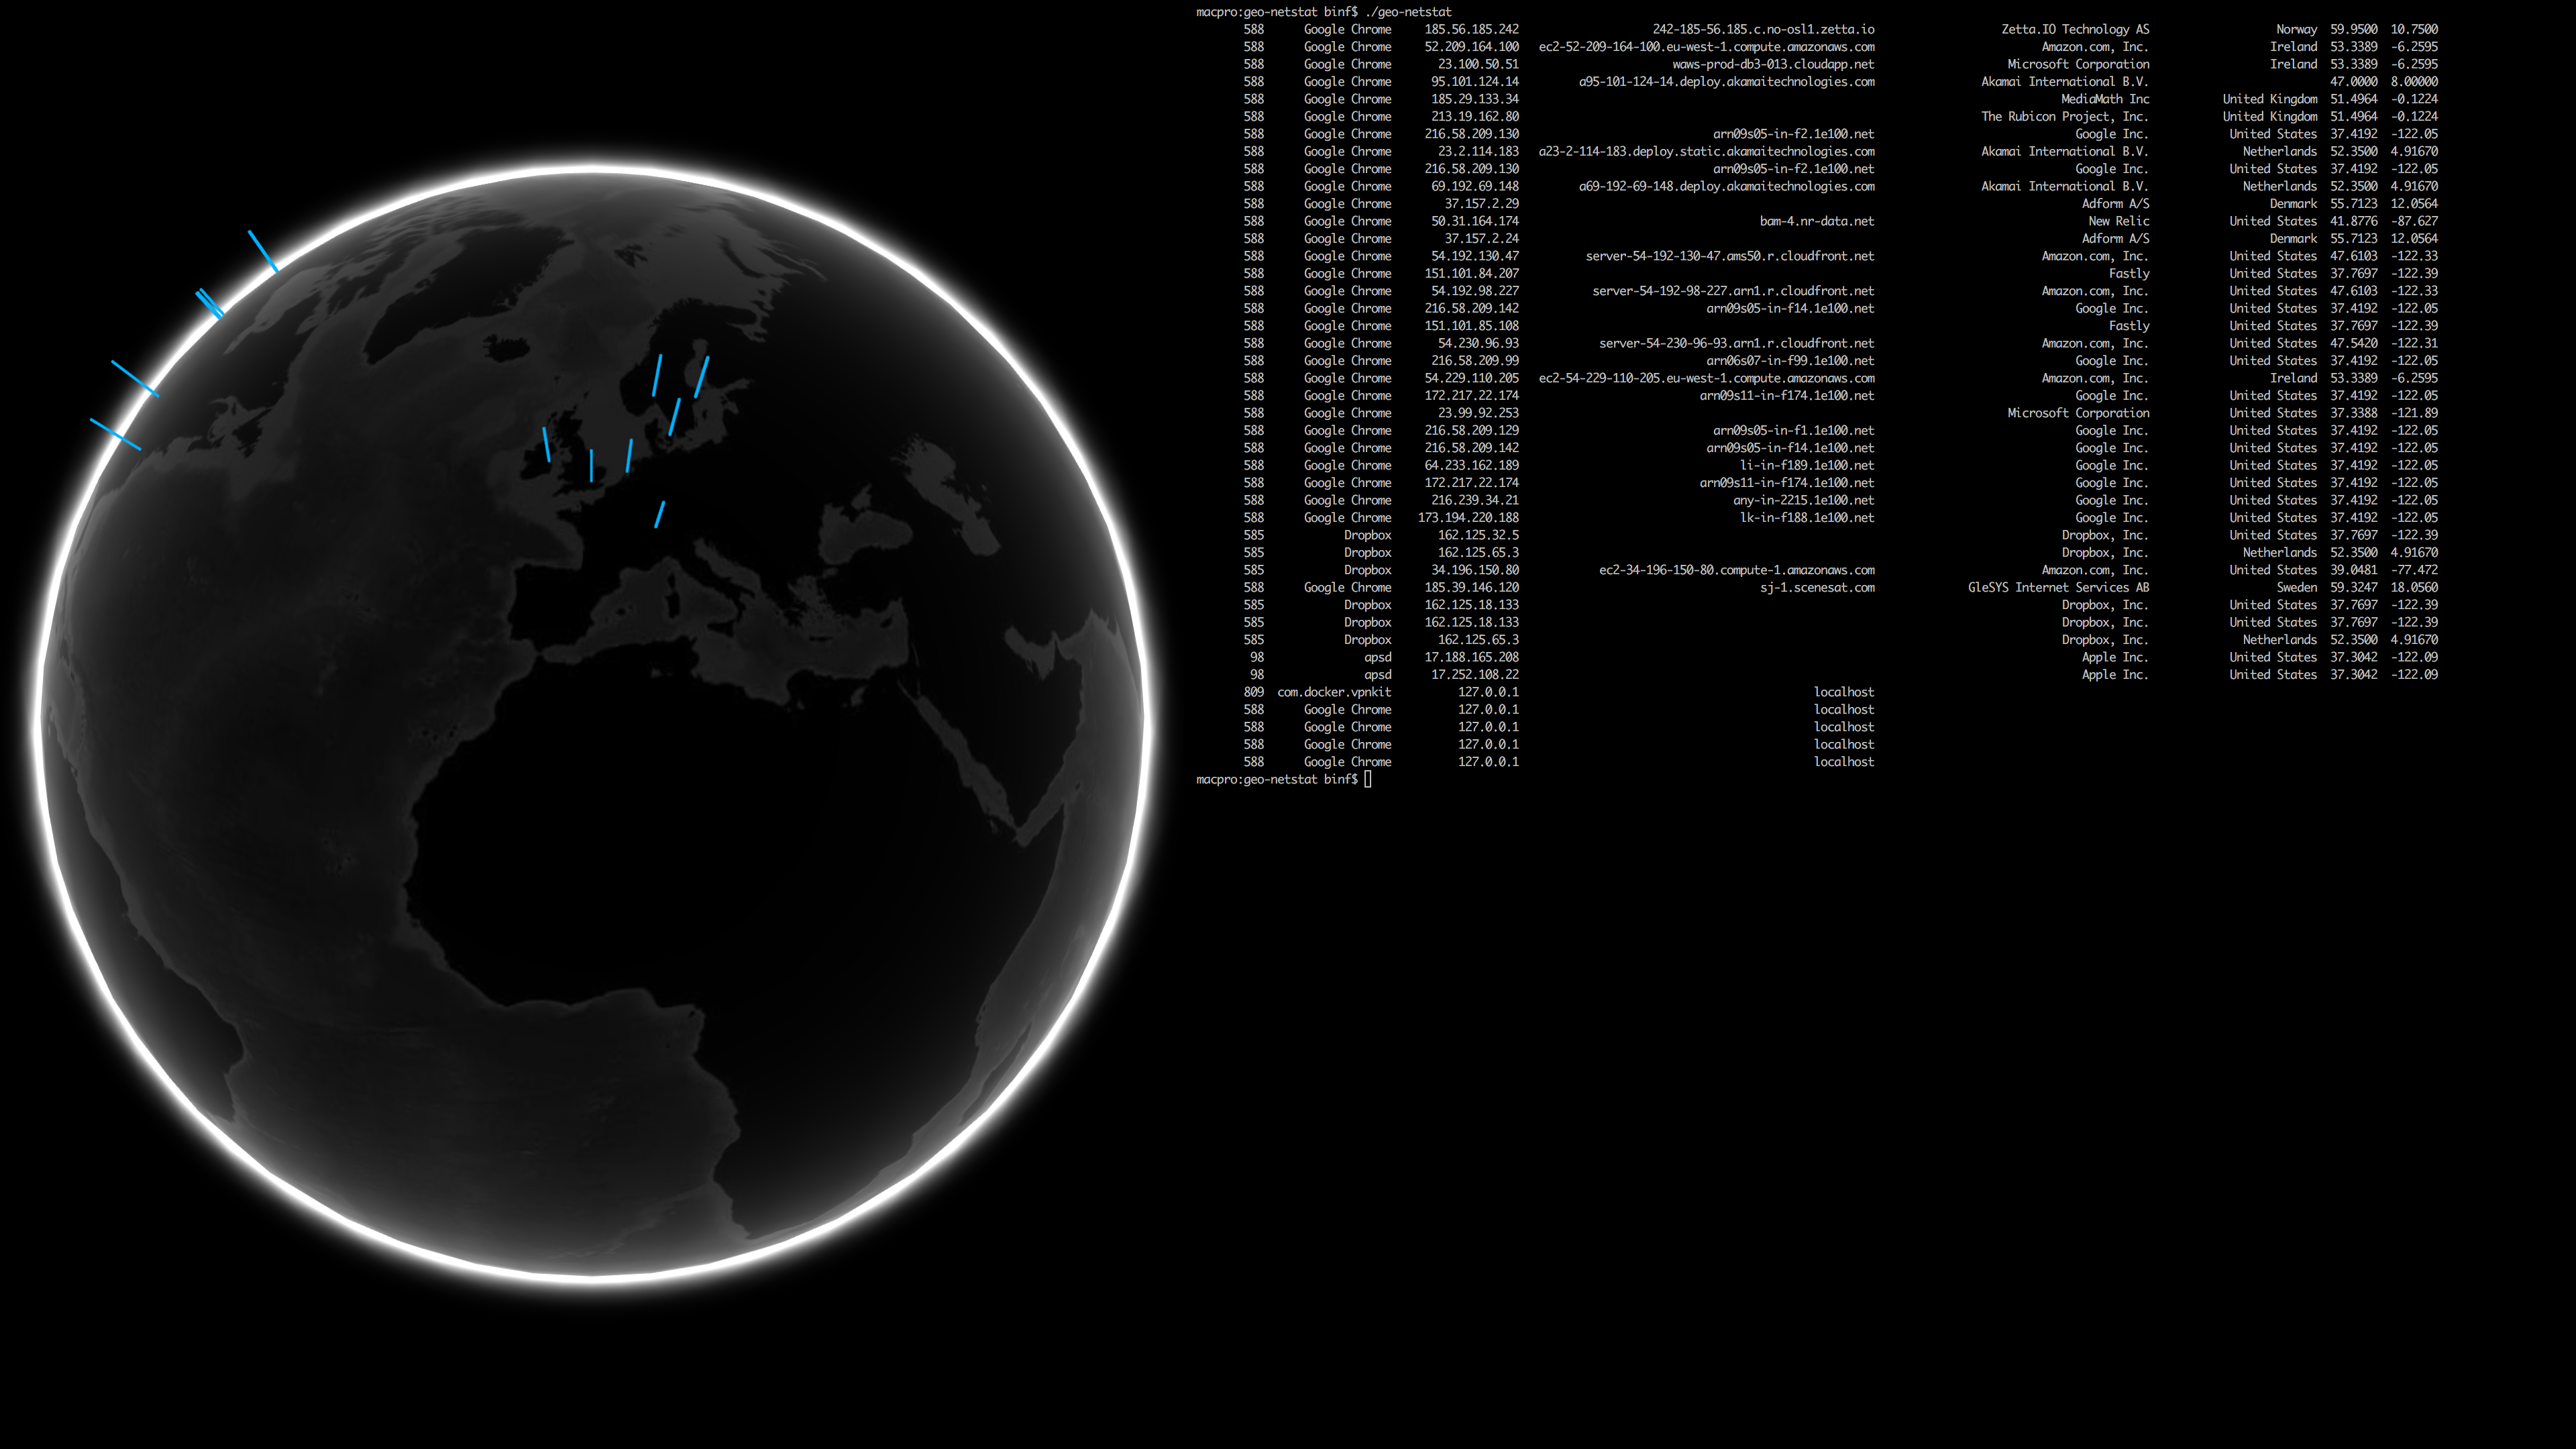 macpro:geo-netstat binf$ ./geo-netstat
588 Google Chrome 185.56.185.242 242-185-56.185.c.no-osl1.zetta.io Zetta.IO Technology AS Norway 59.9500 10.7500
588 Google Chrome 52.209.164.100 ec2-52-209-164-100.eu-west-1.compute.amazonaws.com Amazon.com, Inc. Ireland 53.3389 -6.2595
588 Google Chrome 23.100.50.51 waws-prod-db3-013.cloudapp.net Microsoft Corporation Ireland 53.3389 -6.2595
588 Google Chrome 95.101.124.14 a95-101-124-14.deploy.akamaitechnologies.com Akamai International B.V. 47.0000 8.00000
588 Google Chrome 185.29.133.34 MediaMath Inc United Kingdom 51.4964 -0.1224
588 Google Chrome 213.19.162.80 The Rubicon Project, Inc. United Kingdom 51.4964 -0.1224
588 Google Chrome 216.58.209.130 arn09s05-in-f2.1e100.net Google Inc. United States 37.4192 -122.05
588 Google Chrome 23.2.114.183 a23-2-114-183.deploy.static.akamaitechnologies.com Akamai International B.V. Netherlands 52.3500 4.91670
588 Google Chrome 216.58.209.130 arn09s05-in-f2.1e100.net Google Inc. United States 37.4192 -122.05
588 Google Chrome 69.192.69.148 a69-192-69-148.deploy.akamaitechnologies.com Akamai International B.V. Netherlands 52.3500 4.91670
588 Google Chrome 37.157.2.29 Adform A/S Denmark 55.7123 12.0564
588 Google Chrome 50.31.164.174 bam-4.nr-data.net New Relic United States 41.8776 -87.627
588 Google Chrome 37.157.2.24 Adform A/S Denmark 55.7123 12.0564
588 Google Chrome 54.192.130.47 server-54-192-130-47.ams50.r.cloudfront.net Amazon.com, Inc. United States 47.6103 -122.33
588 Google Chrome 151.101.84.207 Fastly United States 37.7697 -122.39
588 Google Chrome 54.192.98.227 server-54-192-98-227.arn1.r.cloudfront.net Amazon.com, Inc. United States 47.6103 -122.33
588 Google Chrome 216.58.209.142 arn09s05-in-f14.1e100.net Google Inc. United States 37.4192 -122.05
588 Google Chrome 151.101.85.108 Fastly United States 37.7697 -122.39
588 Google Chrome 54.230.96.93 server-54-230-96-93.arn1.r.cloudfront.net Amazon.com, Inc. United States 47.5420 -122.31
588 Google Chrome 216.58.209.99 arn06s07-in-f99.1e100.net Google Inc. United States 37.4192 -122.05
588 Google Chrome 54.229.110.205 ec2-54-229-110-205.eu-west-1.compute.amazonaws.com Amazon.com, Inc. Ireland 53.3389 -6.2595
588 Google Chrome 172.217.22.174 arn09s11-in-f174.1e100.net Google Inc. United States 37.4192 -122.05
588 Google Chrome 23.99.92.253 Microsoft Corporation United States 37.3388 -121.89
588 Google Chrome 216.58.209.129 arn09s05-in-f1.1e100.net Google Inc. United States 37.4192 -122.05
588 Google Chrome 216.58.209.142 arn09s05-in-f14.1e100.net Google Inc. United States 37.4192 -122.05
588 Google Chrome 64.233.162.189 li-in-f189.1e100.net Google Inc. United States 37.4192 -122.05
588 Google Chrome 172.217.22.174 arn09s11-in-f174.1e100.net Google Inc. United States 37.4192 -122.05
588 Google Chrome 216.239.34.21 any-in-2215.1e100.net Google Inc. United States 37.4192 -122.05
588 Google Chrome 173.194.220.188 lk-in-f188.1e100.net Google Inc. United States 37.4192 -122.05
585 Dropbox 162.125.32.5 Dropbox, Inc. United States 37.7697 -122.39
585 Dropbox 162.125.65.3 Dropbox, Inc. Netherlands 52.3500 4.91670
585 Dropbox 34.196.150.80 ec2-34-196-150-80.compute-1.amazonaws.com Amazon.com, Inc. United States 39.0481 -77.472
588 Google Chrome 185.39.146.120 sj-1.scenesat.com GleSYS Internet Services AB Sweden 59.3247 18.0560
585 Dropbox 162.125.18.133 Dropbox, Inc. United States 37.7697 -122.39
585 Dropbox 162.125.18.133 Dropbox, Inc. United States 37.7697 -122.39
585 Dropbox 162.125.65.3 Dropbox, Inc. Netherlands 52.3500 4.91670
98 apsd 17.188.165.208 Apple Inc. United States 37.3042 -122.09
98 apsd 17.252.108.22 Apple Inc. United States 37.3042 -122.09
809 com.docker.vpnkit 127.0.0.1 localhost
588 Google Chrome 127.0.0.1 localhost
588 Google Chrome 127.0.0.1 localhost
588 Google Chrome 127.0.0.1 localhost
588 Google Chrome 127.0.0.1 localhost
macpro:geo-netstat binf$